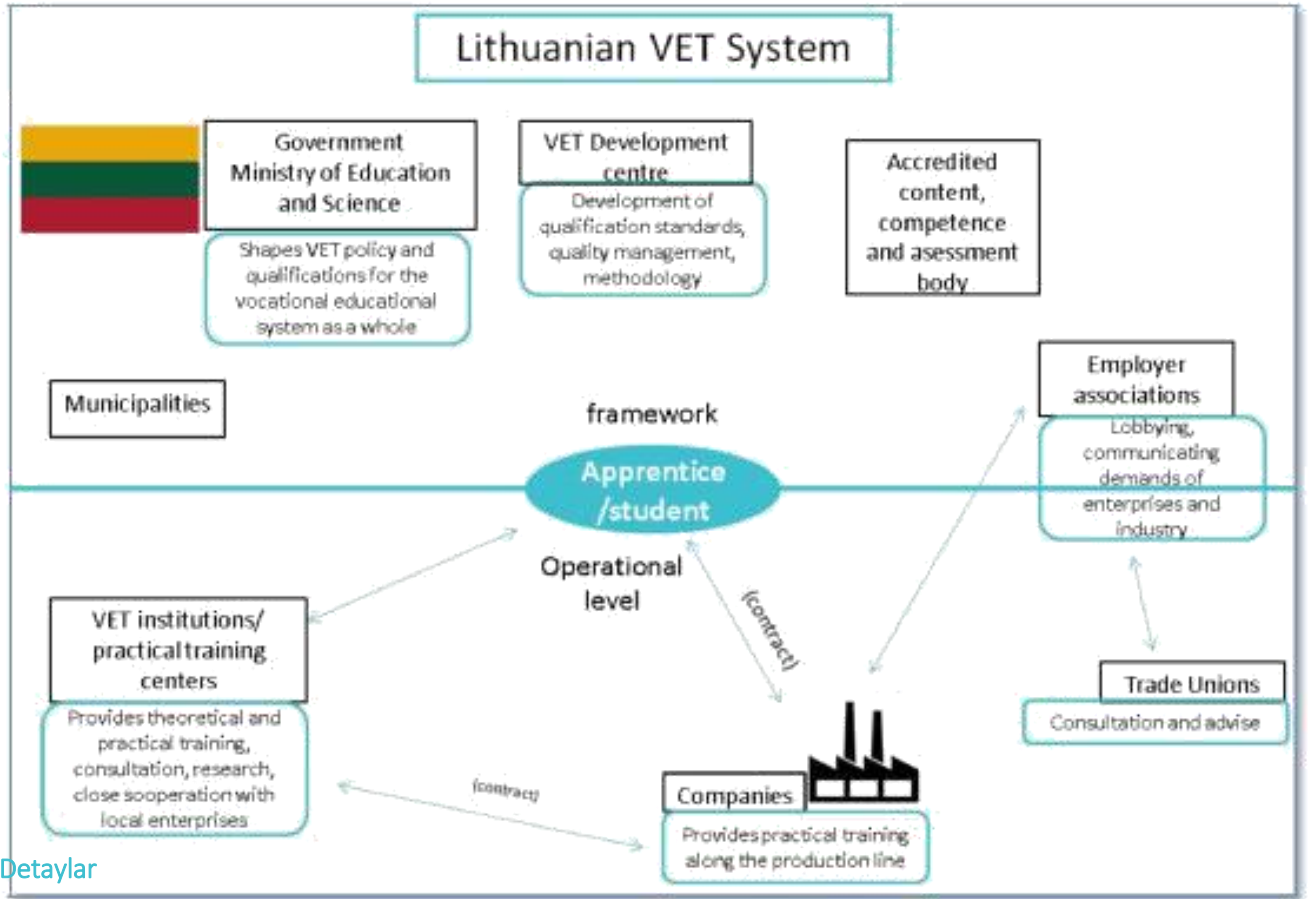 Lithuanian VET System
Government
Ministry of Education
and Science
Shapes VET policy and
qualifications for the
vocational educational
system as a whole
VET Development
centre
Development of
qualification standards,
quality management,
methodology
Accredited
content,
competence
and asessment
body
Municipalities
framework
Employer
associations
Lobbying,
communicating
demands of
enterprises and
industry
Apprentice
/student
Operational
level
(contract)
VET institutions/
practical training
centers
Provides theoretical and
practical training,
consultation, research,
close sooperation with
local enterprises
Trade Unions
Consultation and advise
(contract)
Companies
Provides practical training
along the production line
Detaylar